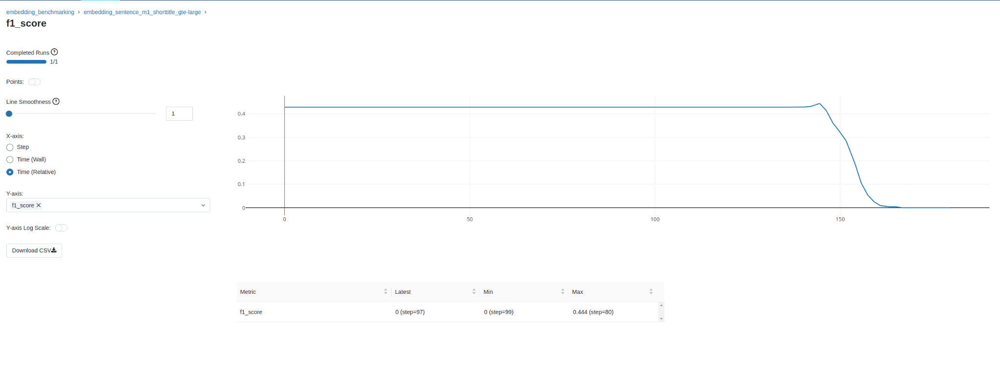 embedding_benchmarking › embedding_sentence_m1_shorttitle_gte-large ›
f1_score
Completed Runs ?
1/1
Points:
Line Smoothness ?
1
X-axis:
Step
Time (Wall)
Time (Relative)
Y-axis:
f1_score
Y-axis Log Scale:
Download CSV
0.4
0.3
0.2
0.1
0
0 50 100 150
Metric Latest Min Max
f1_score 0 (step=97) 0 (step=99) 0.444 (step=80)